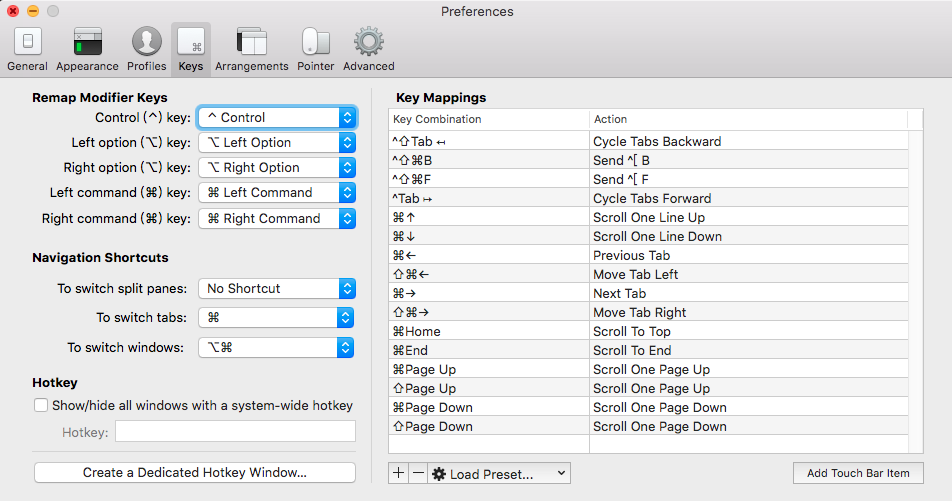 Preferences
General Appearance Profiles Keys Arrangements Pointer Advanced
Remap Modifier Keys
Control (^) key: ^ Control
Left option (⌥) key: ⌥ Left Option
Right option (⌥) key: ⌥ Right Option
Left command (⌘) key: ⌘ Left Command
Right command (⌘) key: ⌘ Right Command
Navigation Shortcuts
To switch split panes: No Shortcut
To switch tabs: ⌘
To switch windows: ⌥⌘
Hotkey
Show/hide all windows with a system-wide hotkey
Hotkey:
Create a Dedicated Hotkey Window...
Key Mappings
Key Combination Action
^⇧Tab ↤ Cycle Tabs Backward
^⇧⌘B Send ^[ B
^⇧⌘F Send ^[ F
^Tab ↦ Cycle Tabs Forward
⌘↑ Scroll One Line Up
⌘↓ Scroll One Line Down
⌘← Previous Tab
⇧⌘← Move Tab Left
⌘→ Next Tab
⇧⌘→ Move Tab Right
⌘Home Scroll To Top
⌘End Scroll To End
⌘Page Up Scroll One Page Up
⇧Page Up Scroll One Page Up
⌘Page Down Scroll One Page Down
⇧Page Down Scroll One Page Down
+ − Load Preset... Add Touch Bar Item